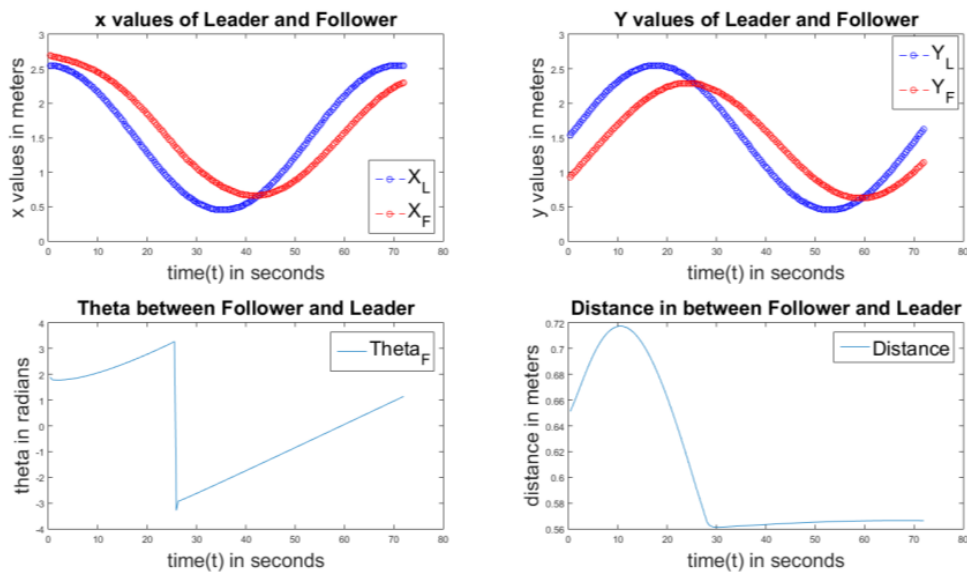 x values of Leader and Follower
x values in meters
3
2.5
2
1.5
1
0.5
0
0 10 20 30 40 50 60 70 80
time(t) in seconds
X_L
X_F
Y values of Leader and Follower
y values in meters
3
2.5
2
1.5
1
0.5
0
0 10 20 30 40 50 60 70 80
time(t) in seconds
Y_L
Y_F
Theta between Follower and Leader
theta in radians
4
3
2
1
0
-1
-2
-3
-4
0 10 20 30 40 50 60 70 80
time(t) in seconds
Theta_F
Distance in between Follower and Leader
distance in meters
0.72
0.7
0.68
0.66
0.64
0.62
0.6
0.58
0.56
0 10 20 30 40 50 60 70 80
time(t) in seconds
Distance